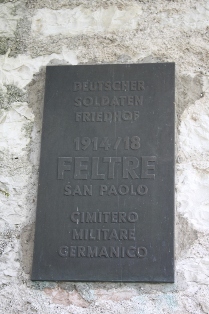 DEUTSCHER
SOLDATEN
FRIEDHOF
1914/18
FELTRE
SAN PAOLO
CIMITERO
MILITARE
GERMANICO